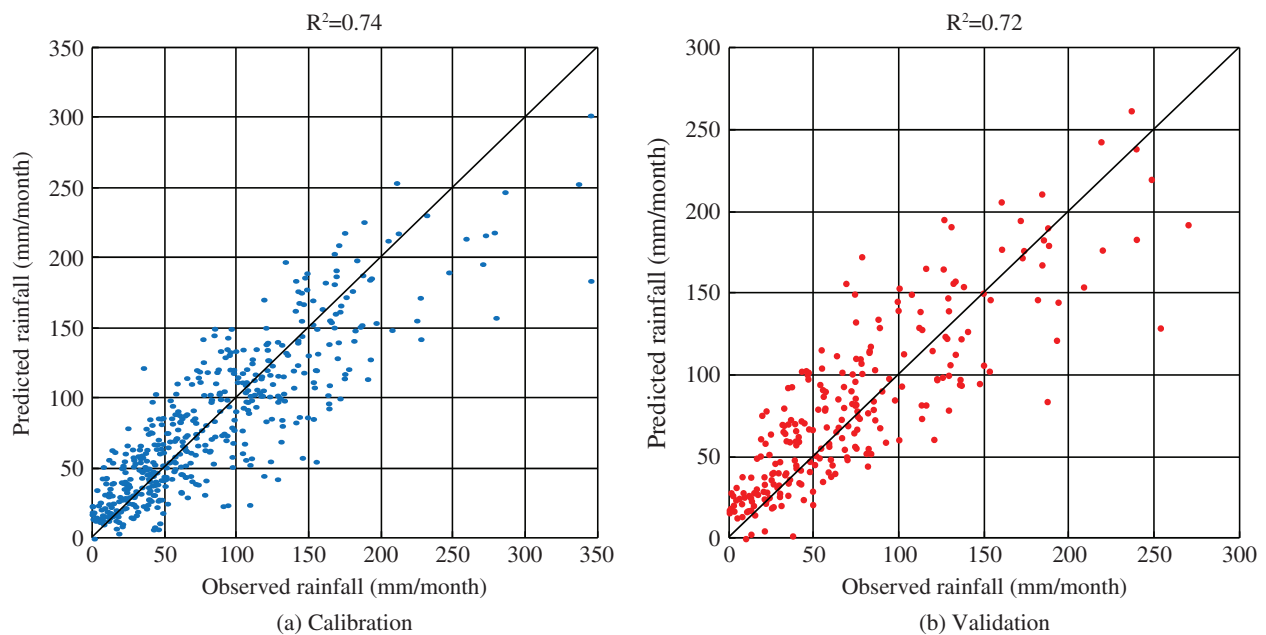 R²=0.74
350
300
250
200
150
100
50
0
Predicted rainfall (mm/month)
0 50 100 150 200 250 300 350
Observed rainfall (mm/month)
(a) Calibration
R²=0.72
300
250
200
150
100
50
0
Predicted rainfall (mm/month)
0 50 100 150 200 250 300
Observed rainfall (mm/month)
(b) Validation